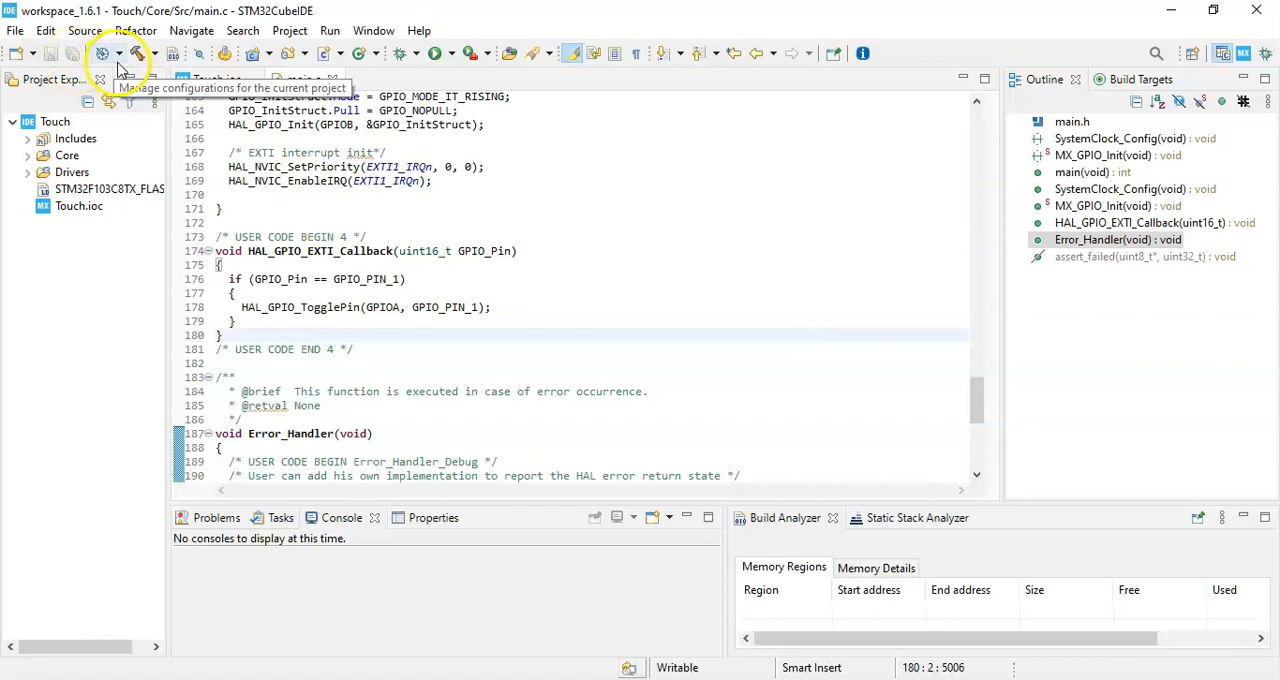 workspace_1.6.1 - Touch/Core/Src/main.c - STM32CubeIDE
File Edit Source Refactor Navigate Search Project Run Window Help
Project Exp...
Manage configurations for the current project
GPIO_MODE_IT_RISING;
164 GPIO_InitStruct.Pull = GPIO_NOPULL;
165 HAL_GPIO_Init(GPIOB, &GPIO_InitStruct);
166
167 /* EXTI interrupt init*/
168 HAL_NVIC_SetPriority(EXTI1_IRQn, 0, 0);
169 HAL_NVIC_EnableIRQ(EXTI1_IRQn);
170
171 }
172
173 /* USER CODE BEGIN 4 */
174 void HAL_GPIO_EXTI_Callback(uint16_t GPIO_Pin)
175 {
176 if (GPIO_Pin == GPIO_PIN_1)
177 {
178 HAL_GPIO_TogglePin(GPIOA, GPIO_PIN_1);
179 }
180 }
181 /* USER CODE END 4 */
182
183 /**
184 * @brief This function is executed in case of error occurrence.
185 * @retval None
186 */
187 void Error_Handler(void)
188 {
189 /* USER CODE BEGIN Error_Handler_Debug */
190 /* User can add his own implementation to report the HAL error return state */
Touch
Includes
Core
Drivers
STM32F103C8TX_FLAS
Touch.ioc
Outline Build Targets
main.h
SystemClock_Config(void) : void
MX_GPIO_Init(void) : void
main(void) : int
SystemClock_Config(void) : void
MX_GPIO_Init(void) : void
HAL_GPIO_EXTI_Callback(uint16_t) : void
Error_Handler(void) : void
assert_failed(uint8_t*, uint32_t) : void
Problems Tasks Console Properties
No consoles to display at this time.
Build Analyzer Static Stack Analyzer
Memory Regions Memory Details
Region Start address End address Size Free Used
Writable Smart Insert 180 : 2 : 5006